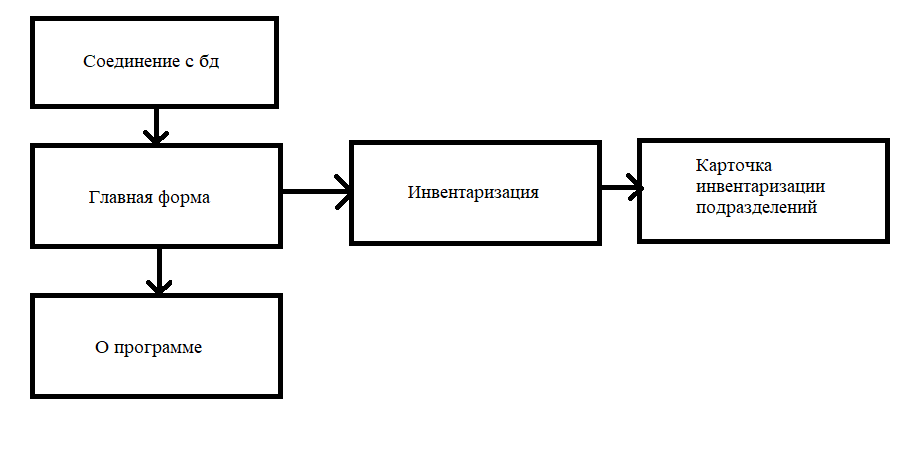 Соединение с бд
Главная форма
Инвентаризация
Карточка
инвентаризации
подразделений
О программе